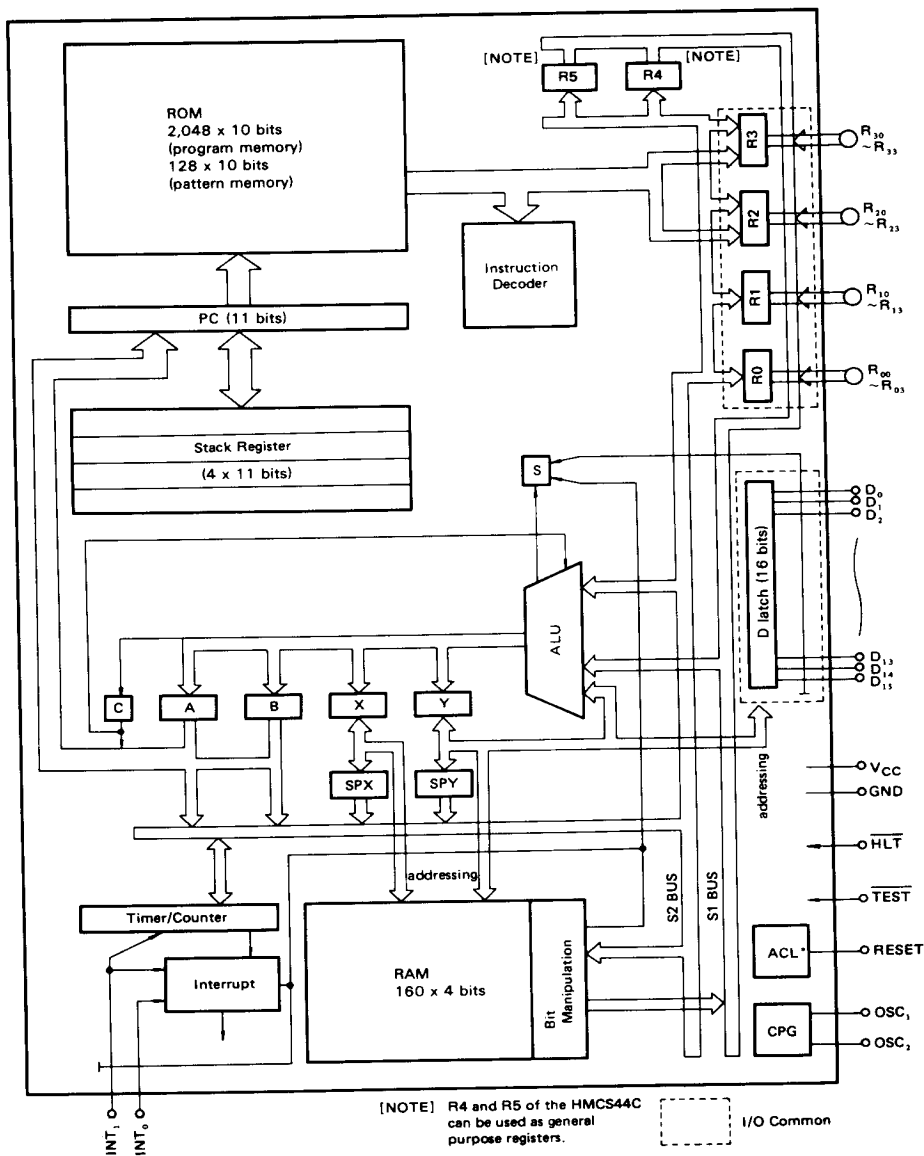 ROM
2,048 x 10 bits
(program memory)
128 x 10 bits
(pattern memory)
[NOTE]
R5
R4
[NOTE]
R3
R30
~R33
R2
R20
~R23
Instruction
Decoder
R1
R10
~R13
PC (11 bits)
R0
R00
~R03
Stack Register
(4 x 11 bits)
S
D latch (16 bits)
D0
D1
D2
D13
D14
D15
ALU
C
A
B
X
Y
SPX
SPY
addressing
VCC
GND
HLT
TEST
addressing
S2 BUS
S1 BUS
Timer/Counter
Interrupt
RAM
160 x 4 bits
Bit
Manipulation
ACL*
RESET
CPG
OSC1
OSC2
INT1
INT0
[NOTE] R4 and R5 of the HMCS44C
can be used as general
purpose registers.
I/O Common